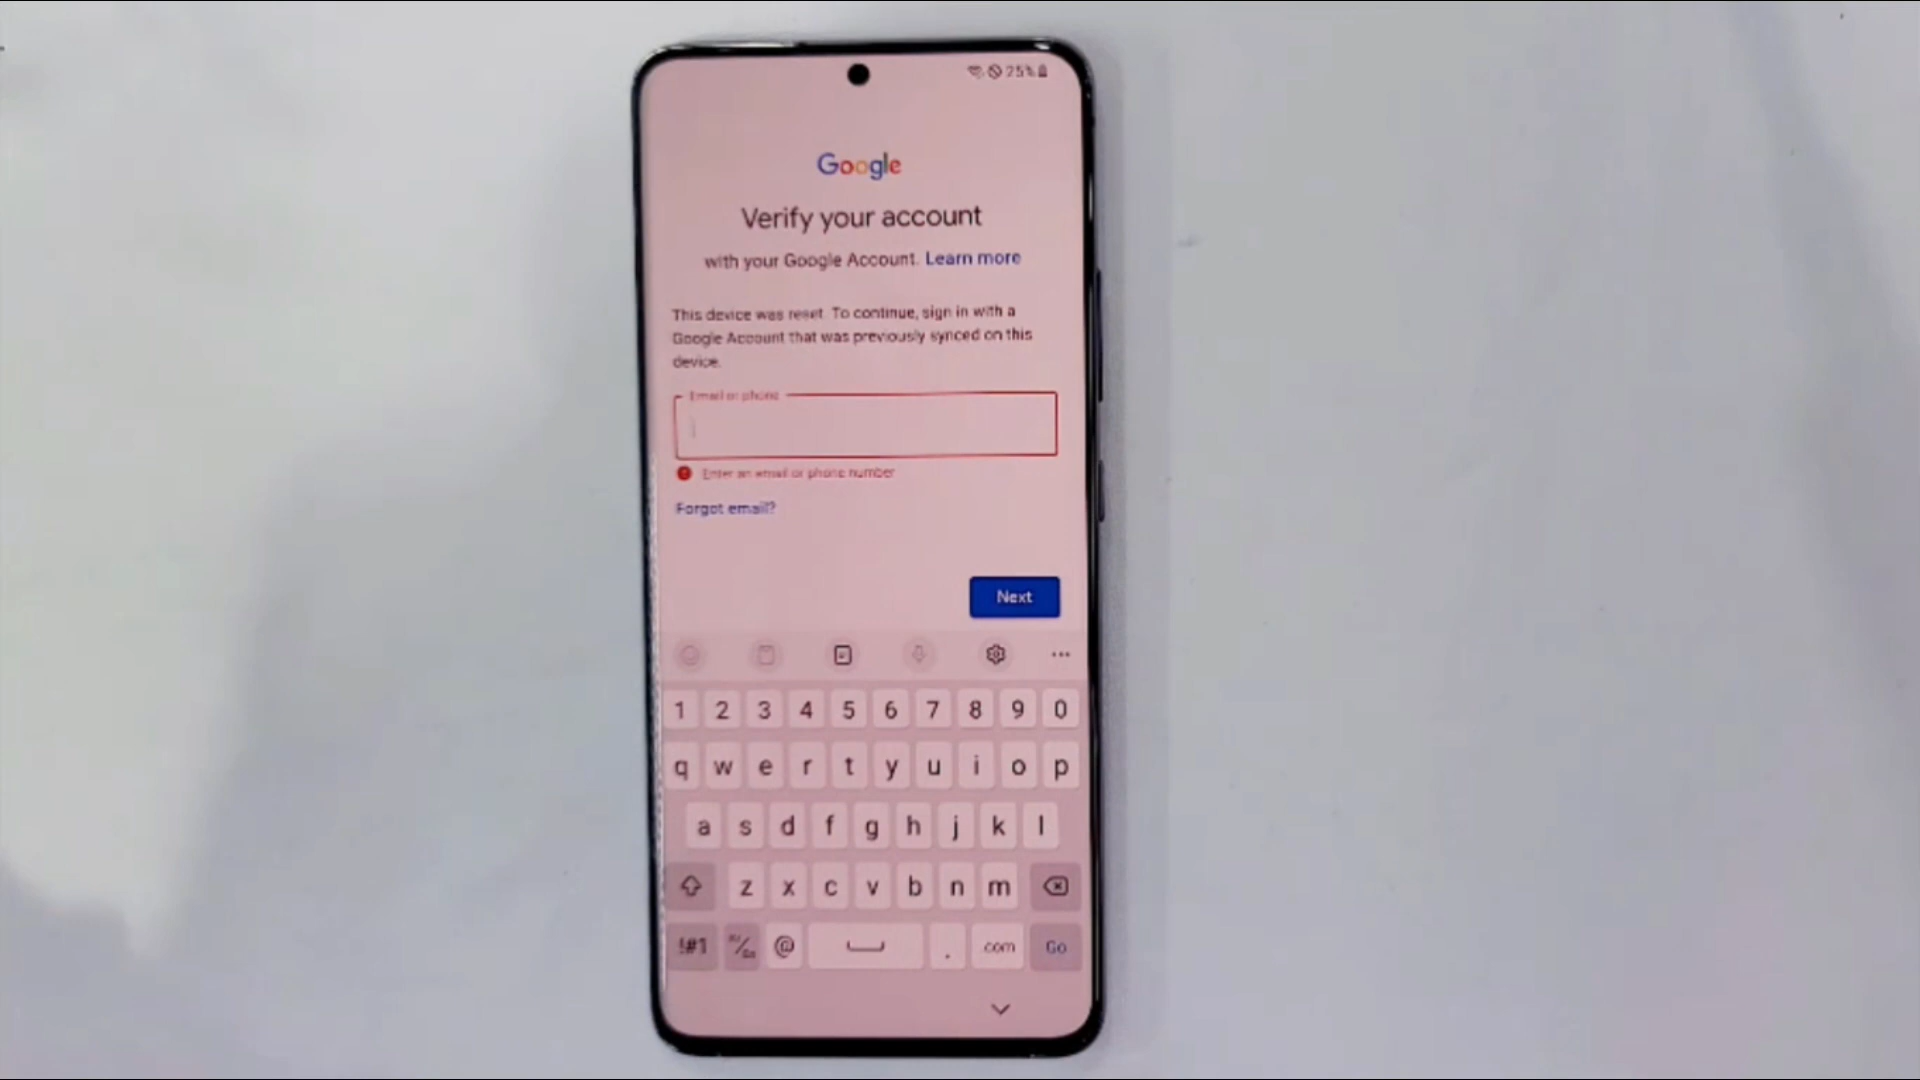 25%
Google
Verify your account
with your Google Account. Learn more
This device was reset. To continue, sign in with a
Google Account that was previously synced on this
device.
Email or phone
Enter an email or phone number
Forgot email?
Next
1 2 3 4 5 6 7 8 9 0
q w e r t y u i o p
a s d f g h j k l
z x c v b n m
!#1 @ . .com Go